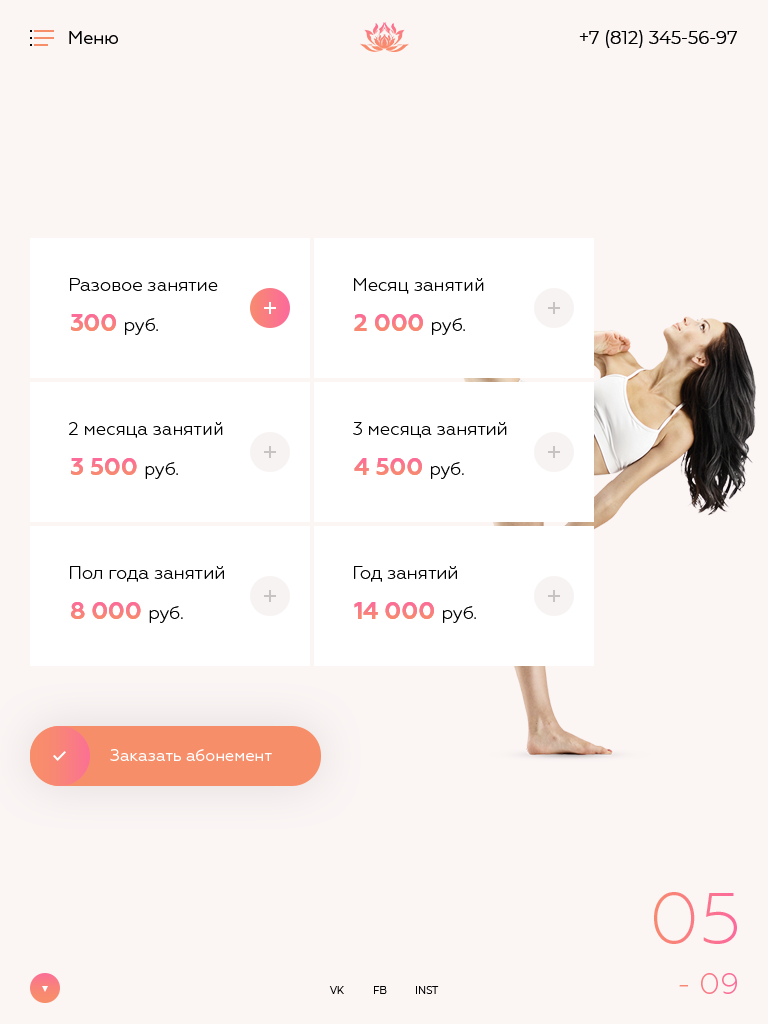 Меню
+7 (812) 345-56-97
Разовое занятие
300 руб.
Месяц занятий
2 000 руб.
2 месяца занятий
3 500 руб.
3 месяца занятий
4 500 руб.
Пол года занятий
8 000 руб.
Год занятий
14 000 руб.
Заказать абонемент
05
- 09
VK FB INST